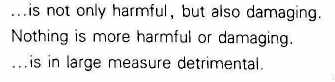 ...is not only harmful, but also damaging.
Nothing is more harmful or damaging.
...is in large measure detrimental.